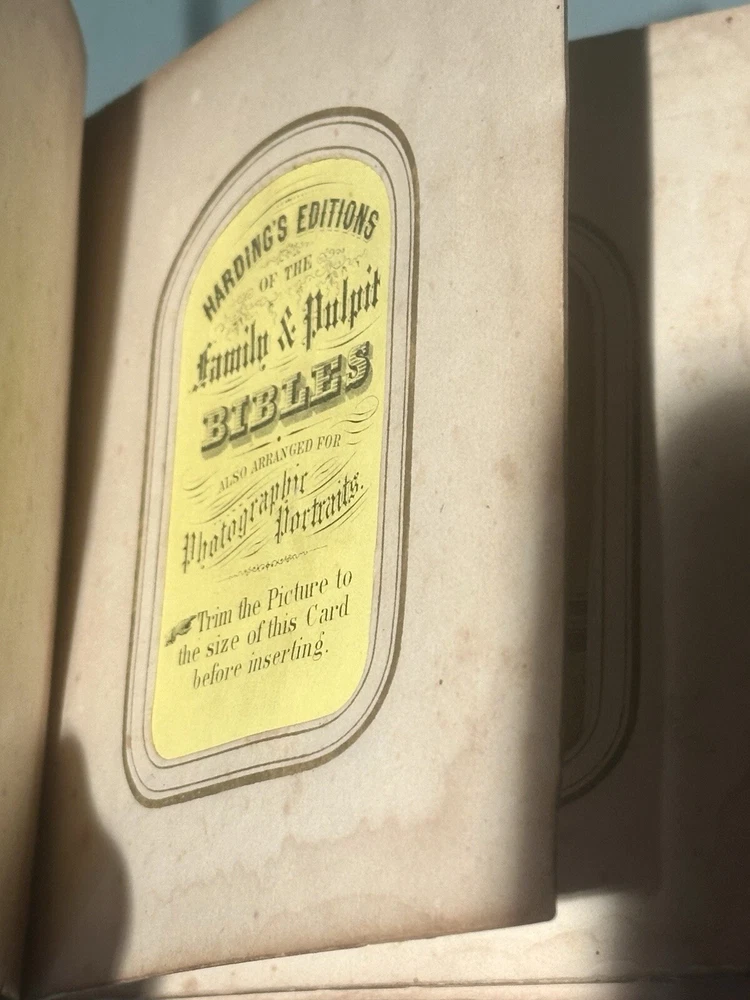 HARDING'S EDITIONS
OF THE
Family & Pulpit
BIBLES
ALSO ARRANGED FOR
Photographic
Portraits.
Trim the Picture to
the size of this Card
before inserting.